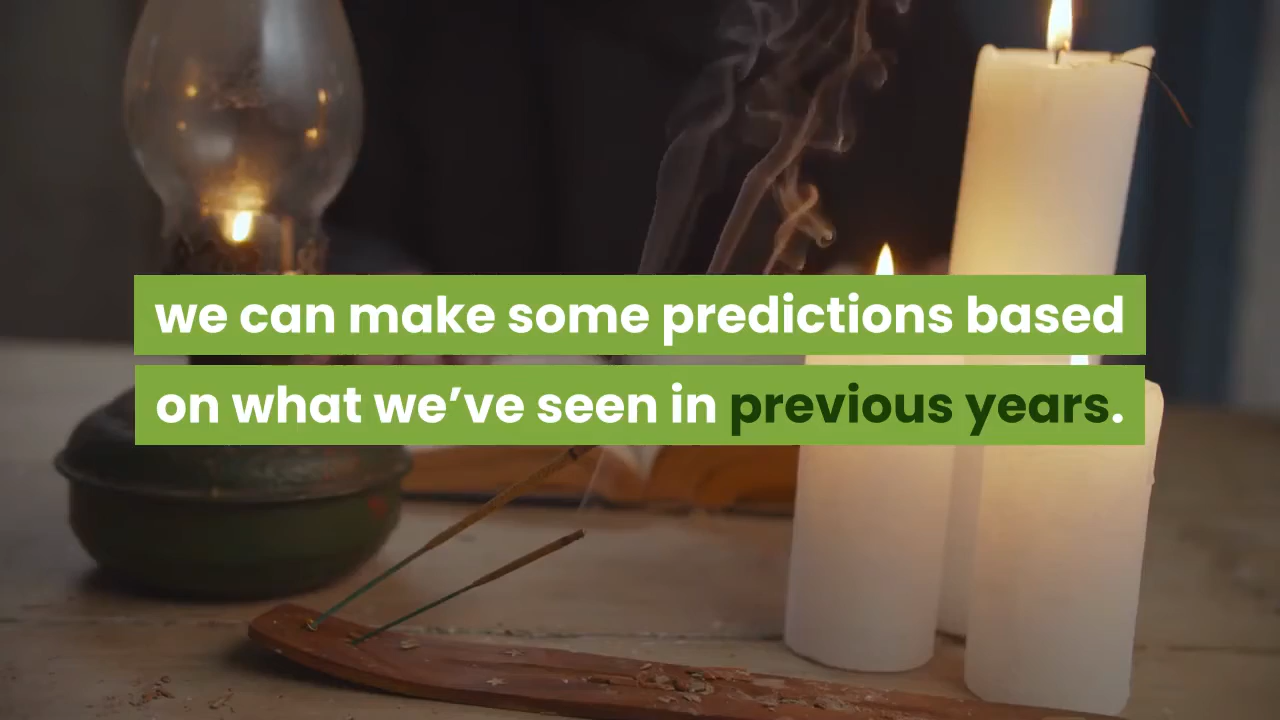 we can make some predictions based
on what we’ve seen in previous years.